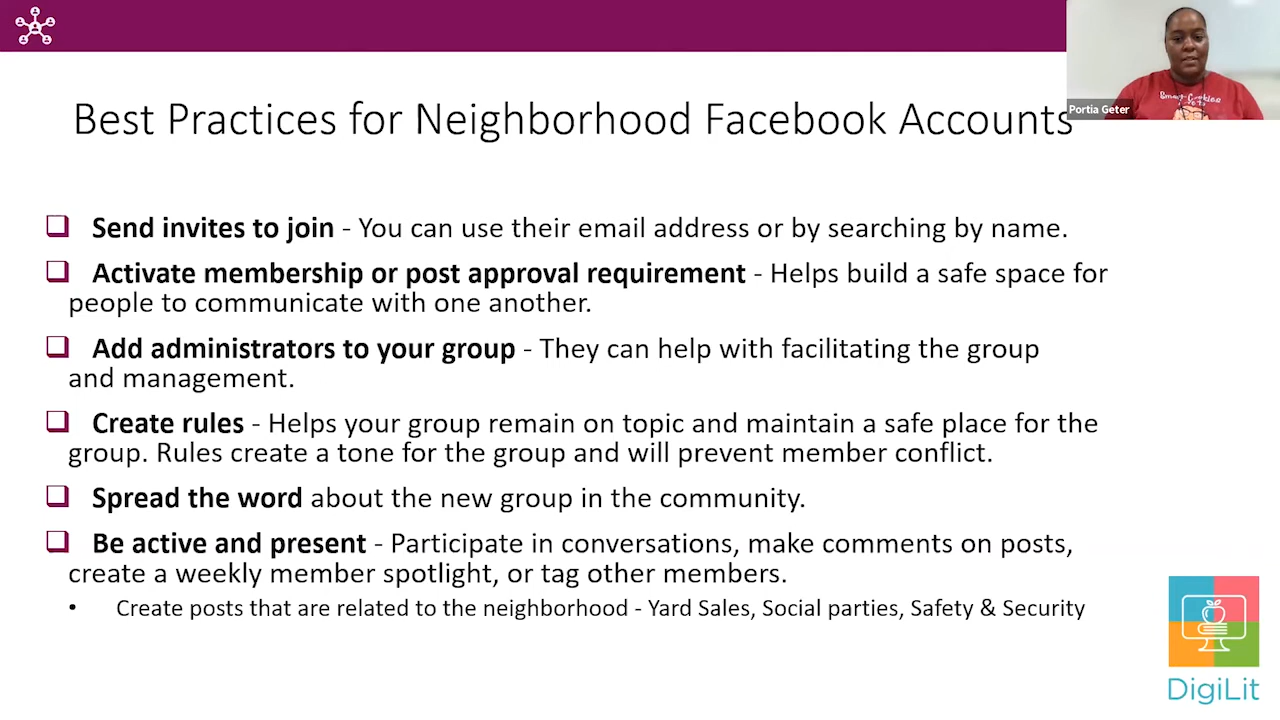 Portia Geter
Best Practices for Neighborhood Facebook Accounts
Send invites to join - You can use their email address or by searching by name.
Activate membership or post approval requirement - Helps build a safe space for
people to communicate with one another.
Add administrators to your group - They can help with facilitating the group
and management.
Create rules - Helps your group remain on topic and maintain a safe place for the
group. Rules create a tone for the group and will prevent member conflict.
Spread the word about the new group in the community.
Be active and present - Participate in conversations, make comments on posts,
create a weekly member spotlight, or tag other members.
• Create posts that are related to the neighborhood - Yard Sales, Social parties, Safety & Security
DigiLit